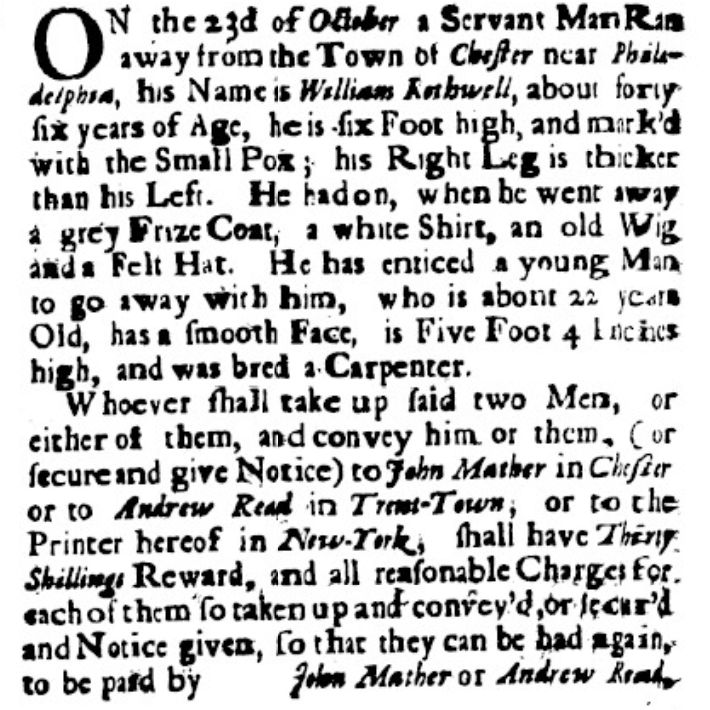 ON the 23d of October a Servant Man Ran
away from the Town of Cheſter near Phila-
delphia, his Name is William Rothwell, about forty
ſix years of Age, he is ſix Foot high, and mark'd
with the Small Pox; his Right Leg is thicker
than his Left. He had on, when he went away
a grey Frize Coat, a white Shirt, an old Wig
and a Felt Hat. He has enticed a young Man
to go away with him, who is about 22 years
Old, has a ſmooth Face, is Five Foot 4 Inches
high, and was bred a Carpenter.
Whoever ſhall take up ſaid two Men, or
either of them, and convey him or them, (or
ſecure and give Notice) to John Mather in Cheſter
or to Andrew Read in Trent-Town; or to the
Printer hereof in New-York, ſhall have Thirty
Shillings Reward, and all reaſonable Charges for
each of them ſo taken up and convey'd, or ſecur'd
and Notice given, ſo that they can be had again,
to be paid by John Mather or Andrew Read.